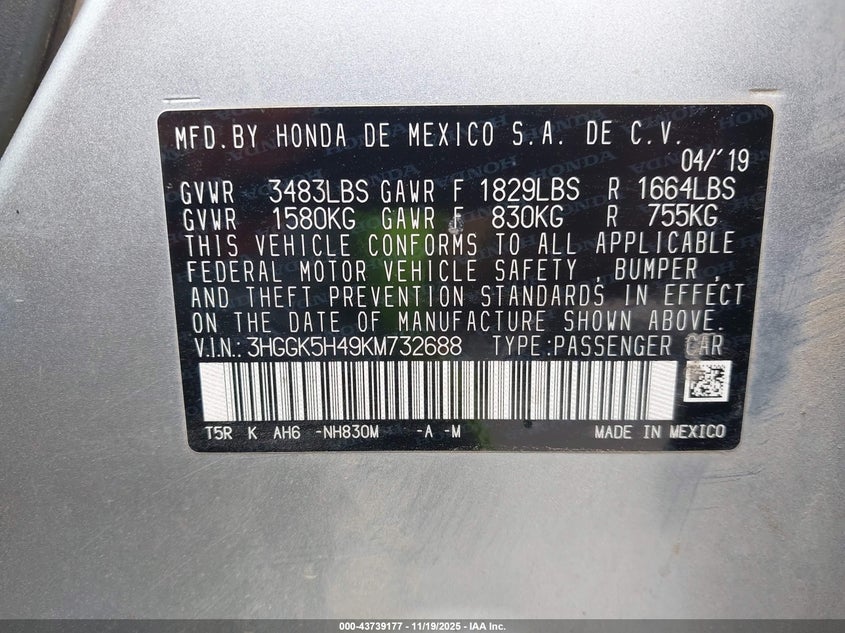 MFD.BY HONDA DE MEXICO S.A. DE C.V.
04/'19
GVWR 3483LBS GAWR F 1829LBS R 1664LBS
GVWR 1580KG GAWR F 830KG R 755KG
THIS VEHICLE CONFORMS TO ALL APPLICABLE
FEDERAL MOTOR VEHICLE SAFETY , BUMPER ,
AND THEFT PREVENTION STANDARDS IN EFFECT
ON THE DATE OF MANUFACTURE SHOWN ABOVE.
V.I.N.: 3HGGK5H49KM732688 TYPE:PASSENGER CAR
T5R K AH6 -NH830M -A -M MADE IN MEXICO
000-43739177 - 11/19/2025 - IAA Inc.